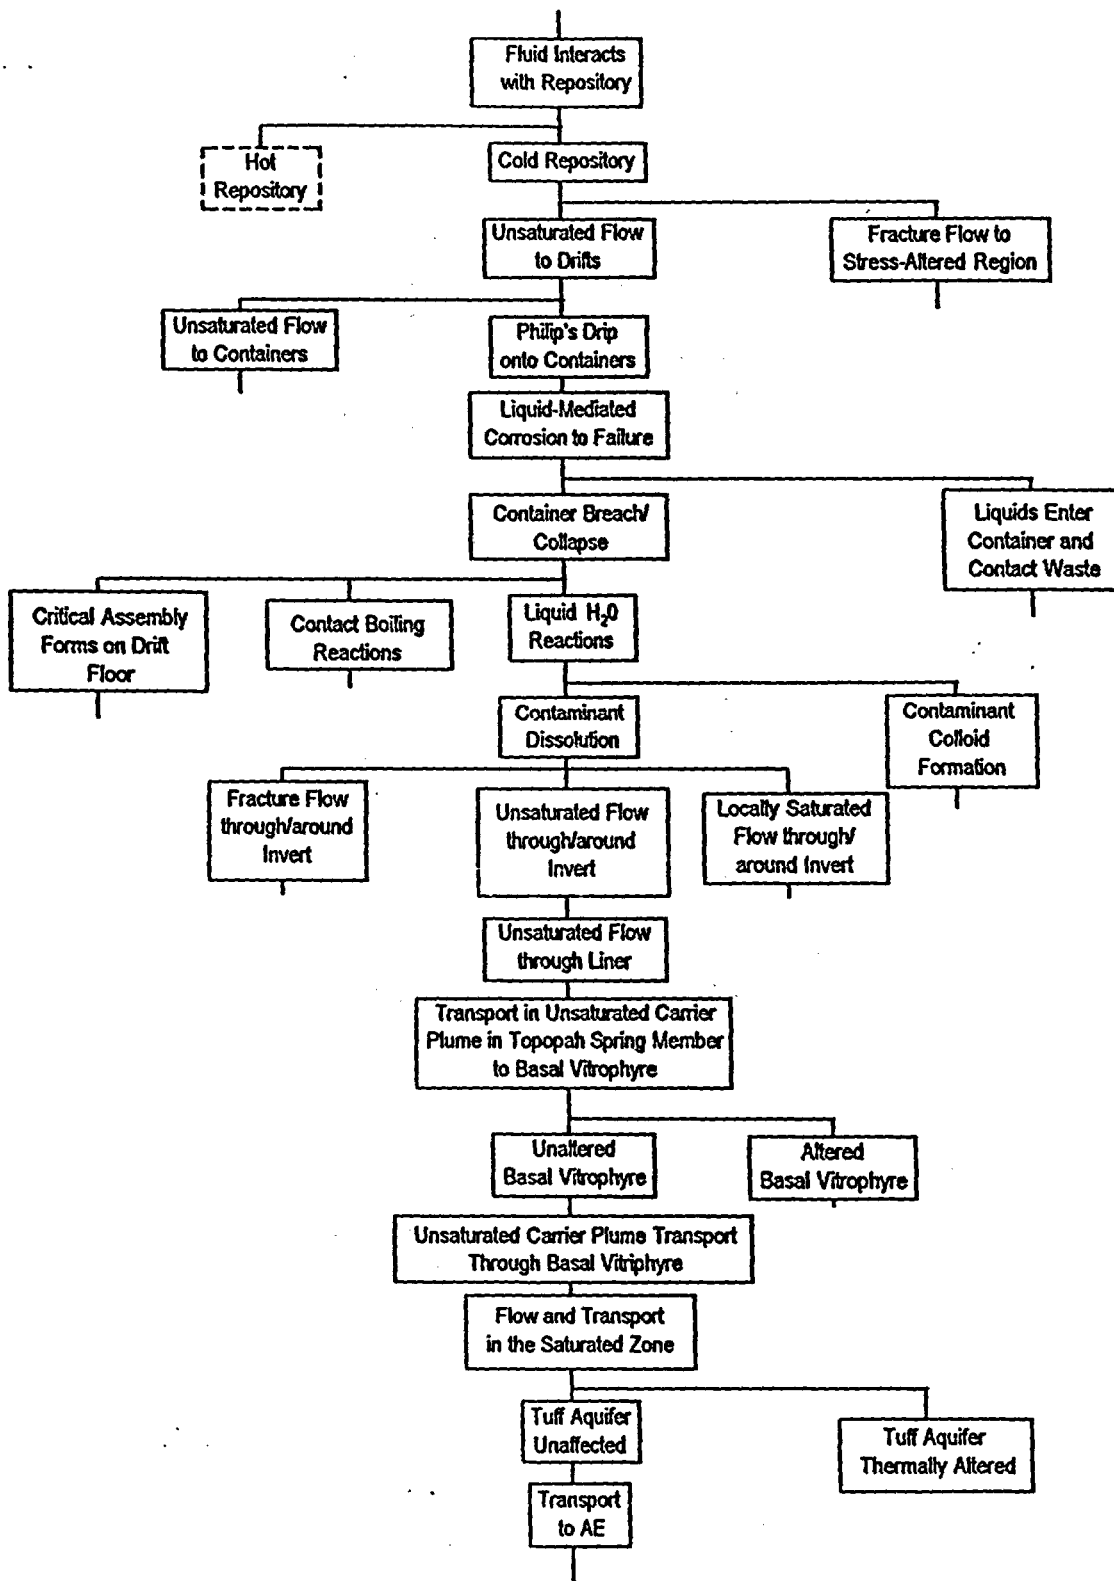 Fluid Interacts
with Repository
Hot
Repository
Cold Repository
Unsaturated Flow
to Drifts
Fracture Flow to
Stress-Altered Region
Unsaturated Flow
to Containers
Philip's Drip
onto Containers
Liquid-Mediated
Corrosion to Failure
Container Breach/
Collapse
Liquids Enter
Container and
Contact Waste
Critical Assembly
Forms on Drift
Floor
Contact Boiling
Reactions
Liquid H₂0
Reactions
Contaminant
Dissolution
Contaminant
Colloid
Formation
Fracture Flow
through/around
Invert
Unsaturated Flow
through/around
Invert
Locally Saturated
Flow through/
around Invert
Unsaturated Flow
through Liner
Transport in Unsaturated Carrier
Plume in Topopah Spring Member
to Basal Vitrophyre
Unaltered
Basal Vitrophyre
Altered
Basal Vitrophyre
Unsaturated Carrier Plume Transport
Through Basal Vitriphyre
Flow and Transport
in the Saturated Zone
Tuff Aquifer
Unaffected
Tuff Aquifer
Thermally Altered
Transport
to AE